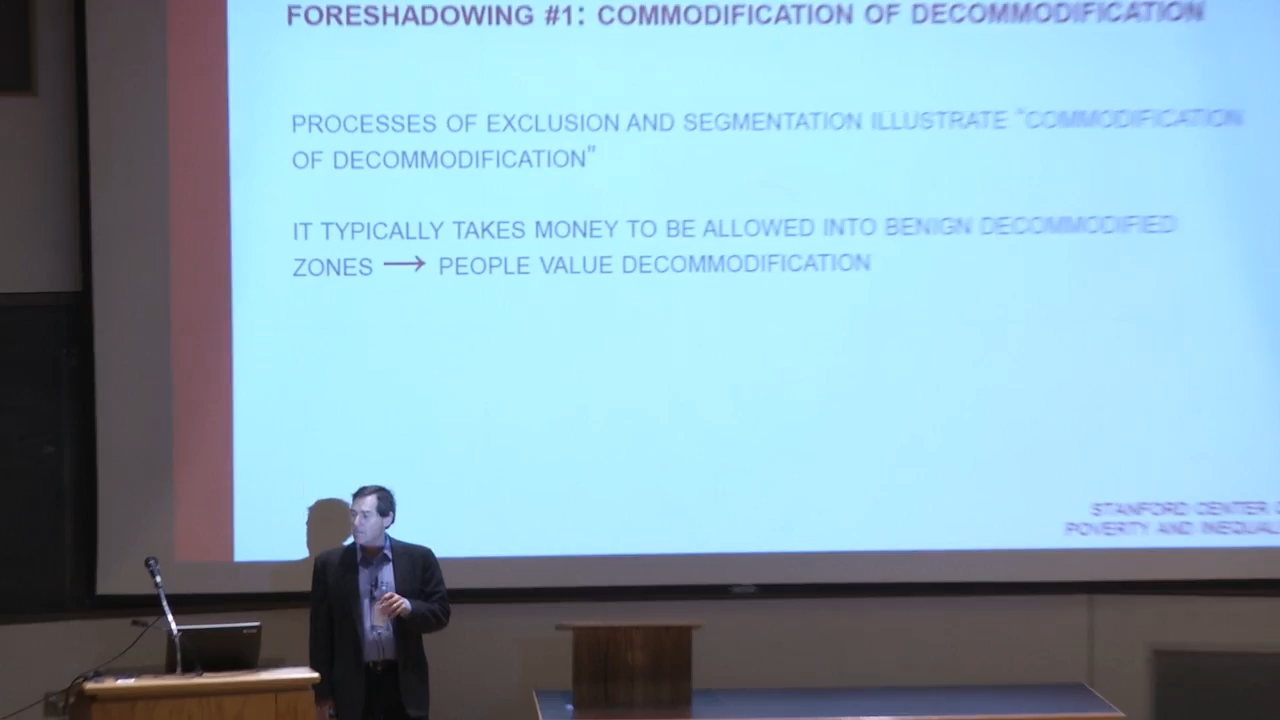 FORESHADOWING #1: COMMODIFICATION OF DECOMMODIFICATION
PROCESSES OF EXCLUSION AND SEGMENTATION ILLUSTRATE "COMMODIFICATION
OF DECOMMODIFICATION"
IT TYPICALLY TAKES MONEY TO BE ALLOWED INTO BENIGN DECOMMODIFIED
ZONES → PEOPLE VALUE DECOMMODIFICATION
STANFORD CENTER
POVERTY AND INEQUAL